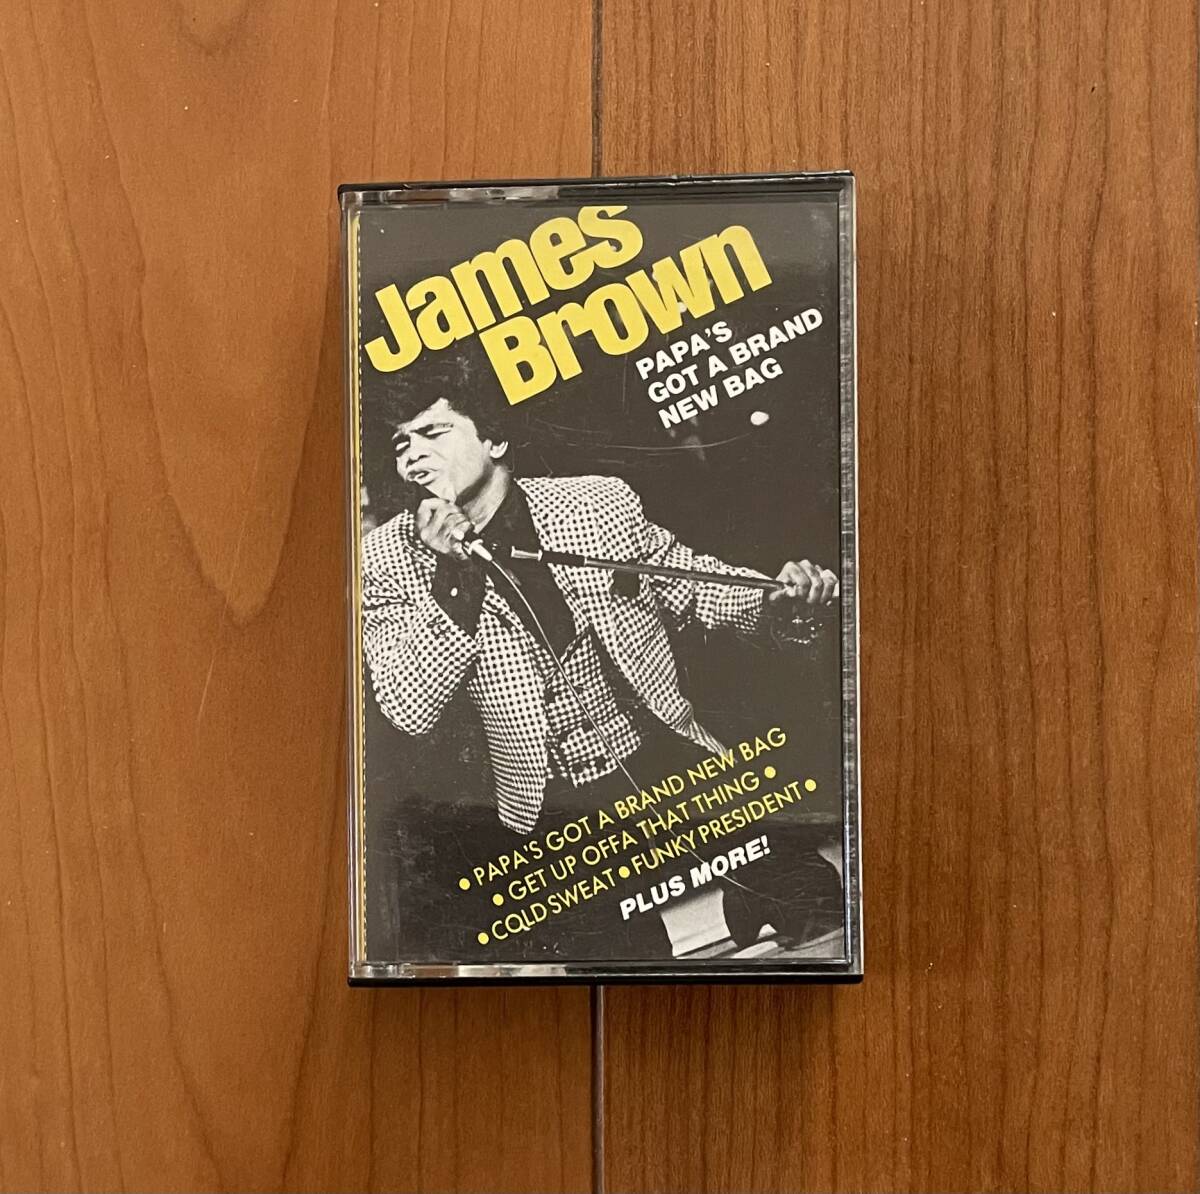 James
Brown
PAPA'S
GOT A BRAND
NEW BAG
• PAPA'S GOT A BRAND NEW BAG
• GET UP OFFA THAT THING •
• COLD SWEAT • FUNKY PRESIDENT •
PLUS MORE!